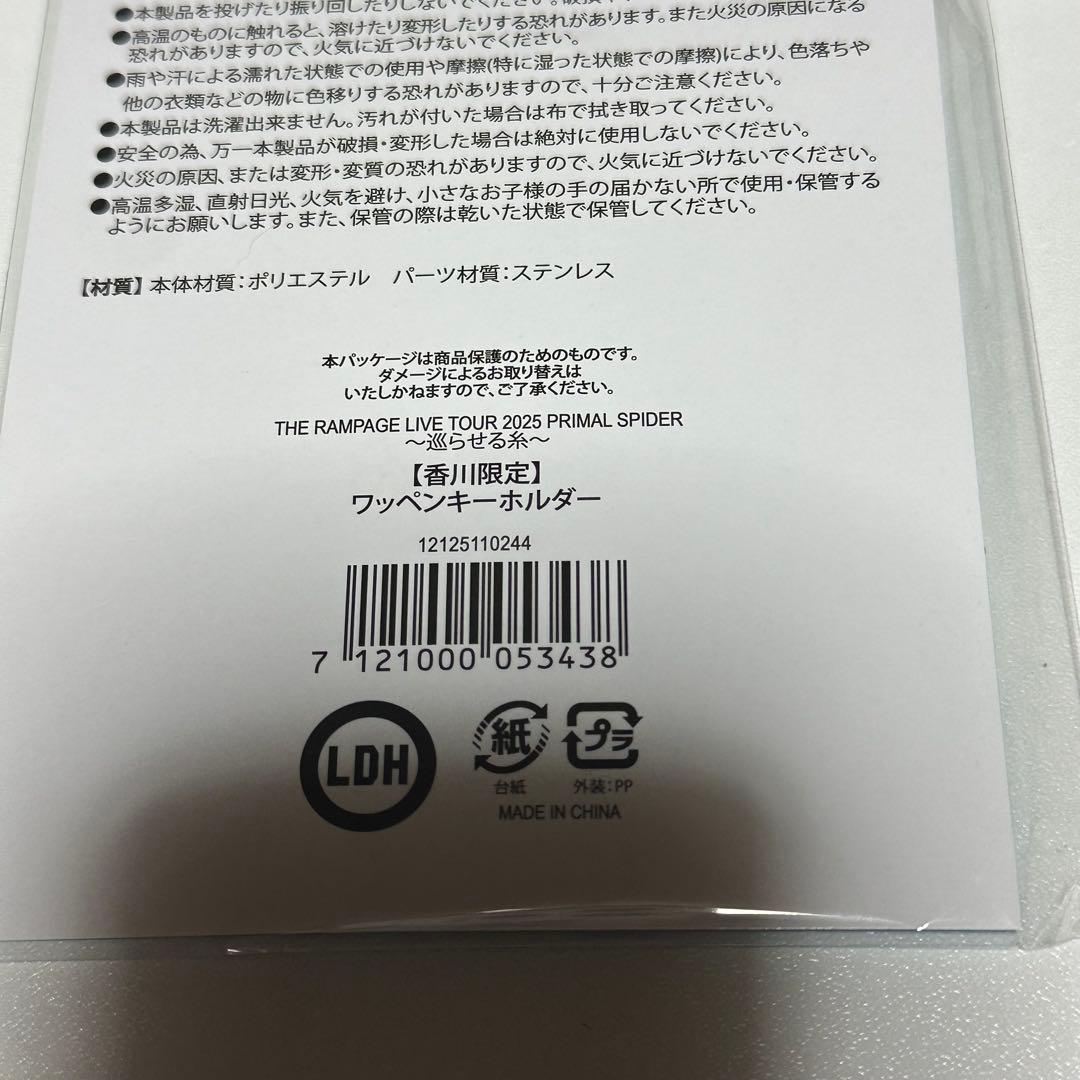 ●本製品を投げたり振り回したりしないでください。破損や
●高温のものに触れると、溶けたり変形したりする恐れがあります。また火災の原因になる
恐れがありますので、火気に近づけないでください。
●雨や汗による濡れた状態での使用や摩擦(特に湿った状態での摩擦)により、色落ちや
他の衣類などの物に色移りする恐れがありますので、十分ご注意ください。
●本製品は洗濯出来ません。汚れが付いた場合は布で拭き取ってください。
●安全の為、万一本製品が破損・変形した場合は絶対に使用しないでください。
●火災の原因、または変形・変質の恐れがありますので、火気に近づけないでください。
●高温多湿、直射日光、火気を避け、小さなお子様の手の届かない所で使用・保管する
ようにお願いします。また、保管の際は乾いた状態で保管してください。
【材質】本体材質：ポリエステル　パーツ材質：ステンレス
本パッケージは商品保護のためのものです。
ダメージによるお取り替えは
いたしかねますので、ご了承ください。
THE RAMPAGE LIVE TOUR 2025 PRIMAL SPIDER
～巡らせる糸～
【香川限定】
ワッペンキーホルダー
12125110244
7 121000 053438
LDH
紙
プラ
台紙
外装：PP
MADE IN CHINA